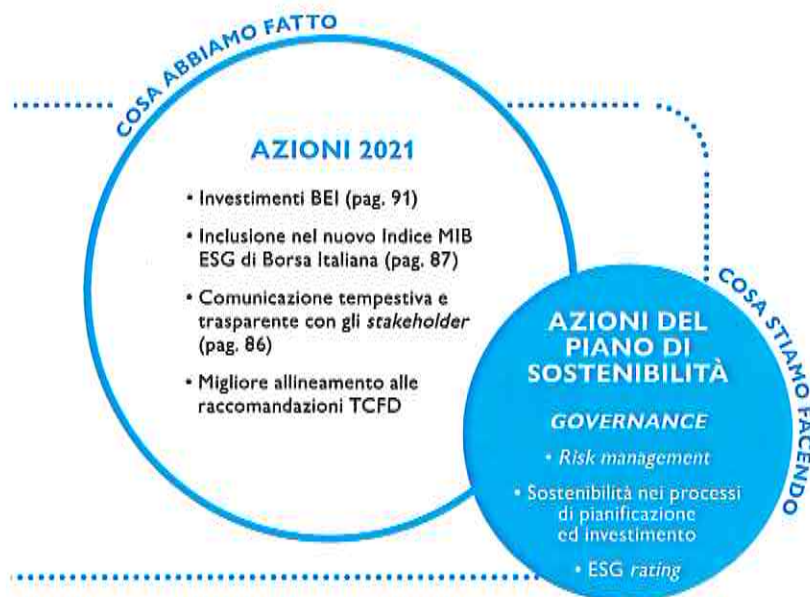 COSA ABBIAMO FATTO
AZIONI 2021
• Investimenti BEI (pag. 91)
• Inclusione nel nuovo Indice MIB
ESG di Borsa Italiana (pag. 87)
• Comunicazione tempestiva e
trasparente con gli stakeholder
(pag. 86)
• Migliore allineamento alle
raccomandazioni TCFD
COSA STIAMO FACENDO
AZIONI DEL
PIANO DI
SOSTENIBILITÀ
GOVERNANCE
• Risk management
• Sostenibilità nei processi
di pianificazione
ed investimento
• ESG rating